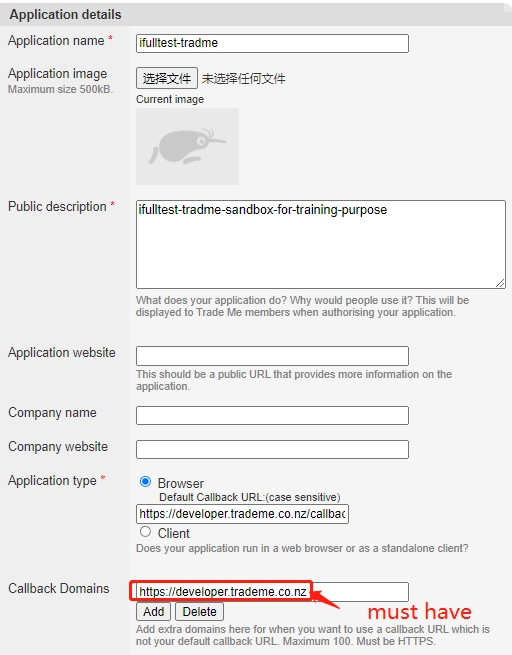 Application details
Application name *
ifulltest-tradme
Application image
Maximum size 500kB.
选择文件 未选择任何文件
Current image
Public description *
ifulltest-tradme-sandbox-for-training-purpose
What does your application do? Why would people use it? This will be
displayed to Trade Me members when authorising your application.
Application website
This should be a public URL that provides more information on the
application.
Company name
Company website
Application type *
Browser
Default Callback URL:(case sensitive)
https://developer.trademe.co.nz/callbac
Client
Does your application run in a web browser or as a standalone client?
Callback Domains
https://developer.trademe.co.nz
Add Delete
must have
Add extra domains here for when you want to use a callback URL which is
not your default callback URL. Maximum 100. Must be HTTPS.